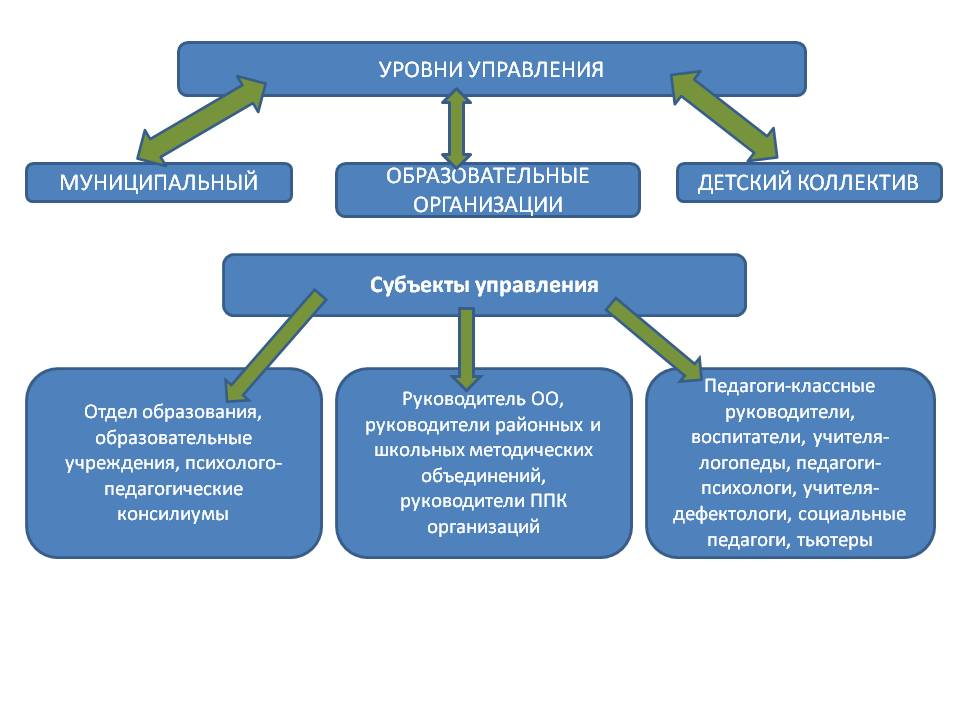 УРОВНИ УПРАВЛЕНИЯ
МУНИЦИПАЛЬНЫЙ
ОБРАЗОВАТЕЛЬНЫЕ
ОРГАНИЗАЦИИ
ДЕТСКИЙ КОЛЛЕКТИВ
Субъекты управления
Отдел образования,
образовательные
учреждения, психолого-
педагогические
консилиумы
Руководитель ОО,
руководители районных и
школьных методических
объединений,
руководители ППК
организаций
Педагоги-классные
руководители,
воспитатели, учителя-
логопеды, педагоги-
психологи, учителя-
дефектологи, социальные
педагоги, тьютеры